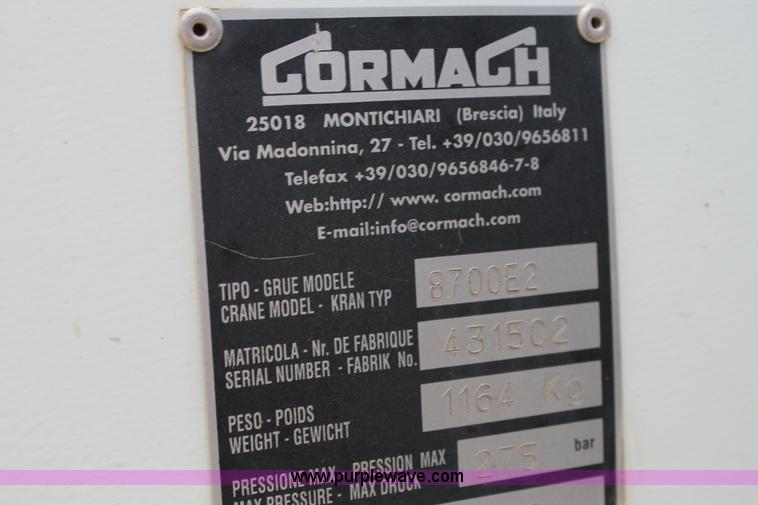 CORMACH
25018 MONTICHIARI (Brescia) Italy
Via Madonnina, 27 - Tel. +39/030/9656811
Telefax +39/030/9656846-7-8
Web:http:// www. cormach.com
E-mail:info@cormach.com
TIPO - GRUE MODELE
CRANE MODEL - KRAN TYP 8700E2
MATRICOLA - Nr. DE FABRIQUE
SERIAL NUMBER - FABRIK No. 431502
PESO - POIDS
WEIGHT - GEWICHT 1164 Kg
PRESSIONE MAX - PRESSION MAX 275 bar
MAX PRESSURE - MAX DRUCK
www.purplewave.com